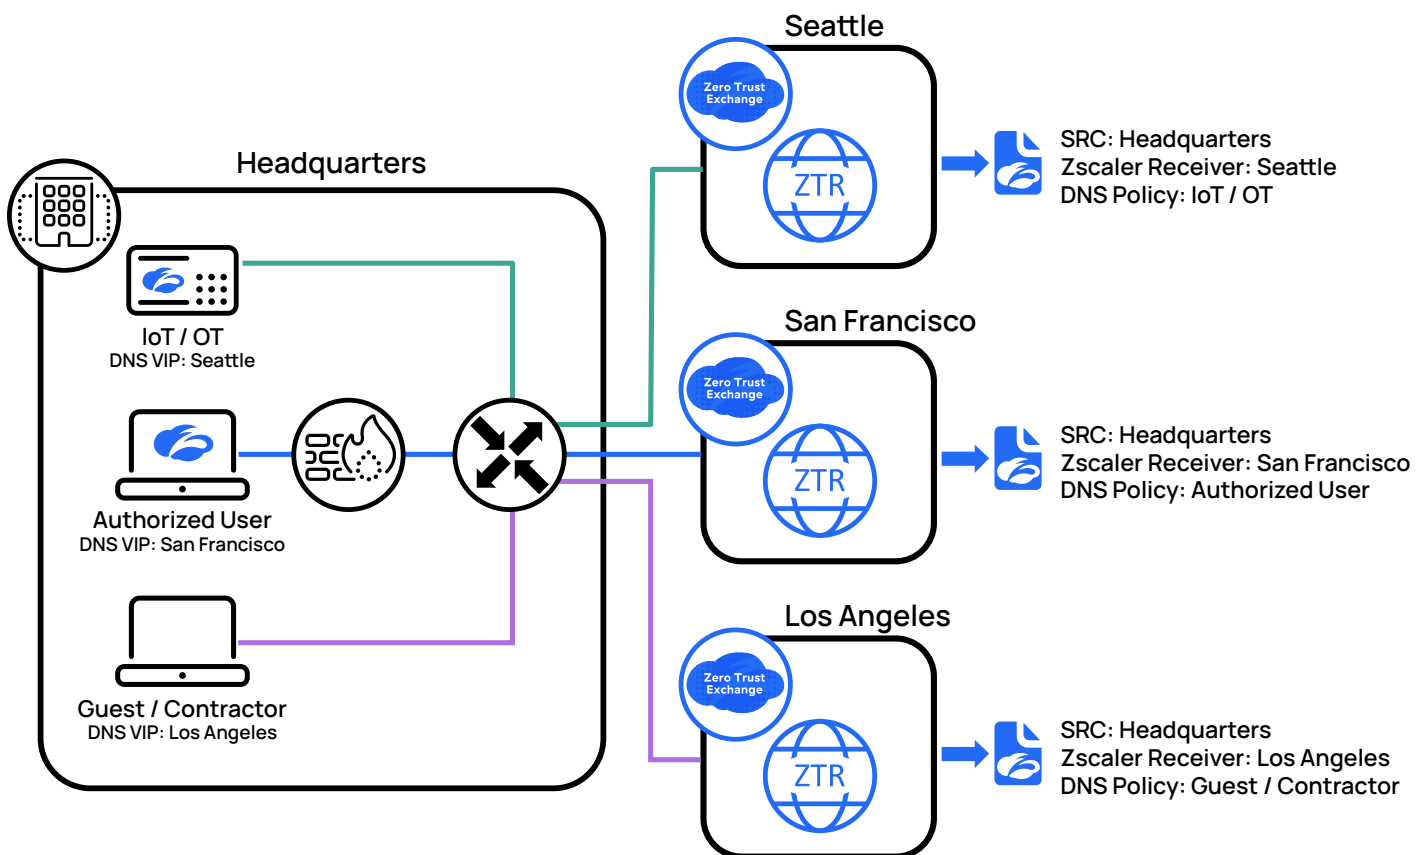 Headquarters
IoT / OT
DNS VIP: Seattle
Authorized User
DNS VIP: San Francisco
Guest / Contractor
DNS VIP: Los Angeles
Seattle
Zero Trust
Exchange
ZTR
SRC: Headquarters
Zscaler Receiver: Seattle
DNS Policy: IoT / OT
San Francisco
Zero Trust
Exchange
ZTR
SRC: Headquarters
Zscaler Receiver: San Francisco
DNS Policy: Authorized User
Los Angeles
Zero Trust
Exchange
ZTR
SRC: Headquarters
Zscaler Receiver: Los Angeles
DNS Policy: Guest / Contractor